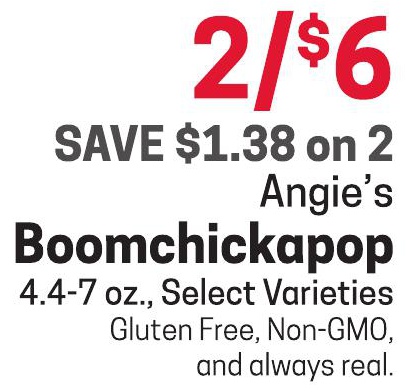 2/$6
SAVE $1.38 on 2
Angie's
Boomchickapop
4.4-7 oz., Select Varieties
Gluten Free, Non-GMO,
and always real.